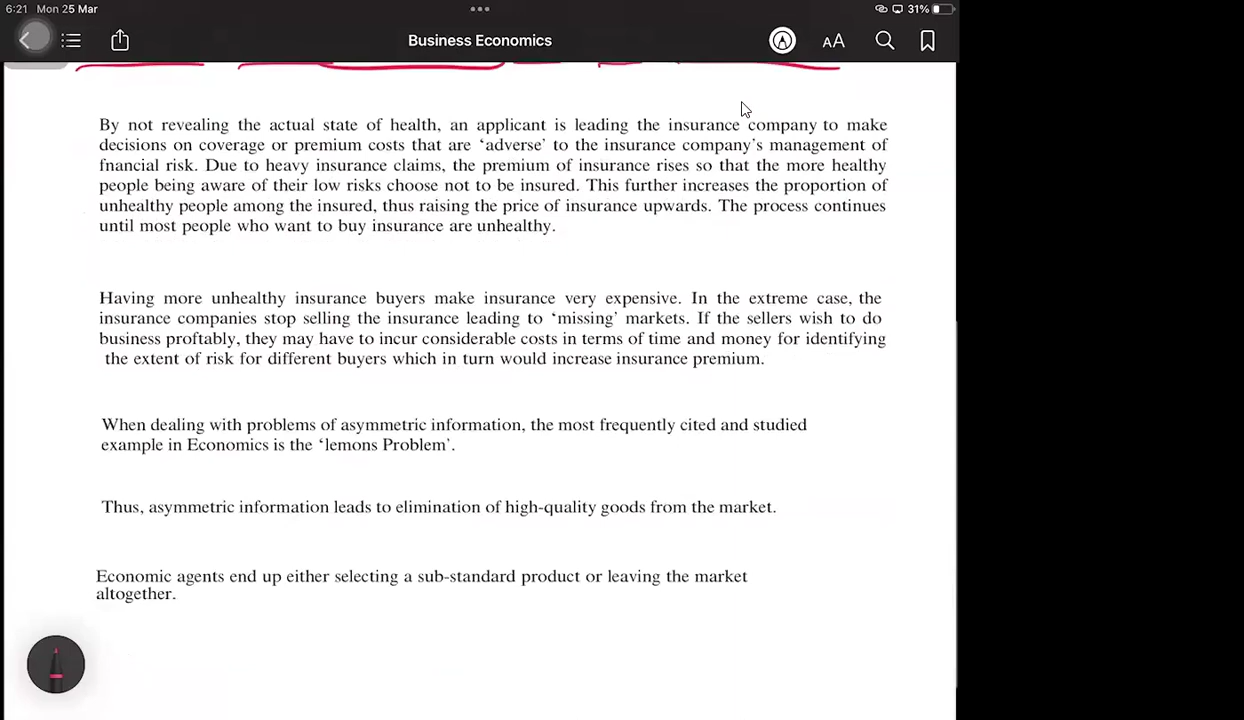 6:21 Mon 25 Mar
31%
Business Economics
AA
By not revealing the actual state of health, an applicant is leading the insurance company to make
decisions on coverage or premium costs that are ‘adverse’ to the insurance company’s management of
fnancial risk. Due to heavy insurance claims, the premium of insurance rises so that the more healthy
people being aware of their low risks choose not to be insured. This further increases the proportion of
unhealthy people among the insured, thus raising the price of insurance upwards. The process continues
until most people who want to buy insurance are unhealthy.
Having more unhealthy insurance buyers make insurance very expensive. In the extreme case, the
insurance companies stop selling the insurance leading to ‘missing’ markets. If the sellers wish to do
business proftably, they may have to incur considerable costs in terms of time and money for identifying
the extent of risk for different buyers which in turn would increase insurance premium.
When dealing with problems of asymmetric information, the most frequently cited and studied
example in Economics is the ‘lemons Problem’.
Thus, asymmetric information leads to elimination of high-quality goods from the market.
Economic agents end up either selecting a sub-standard product or leaving the market
altogether.